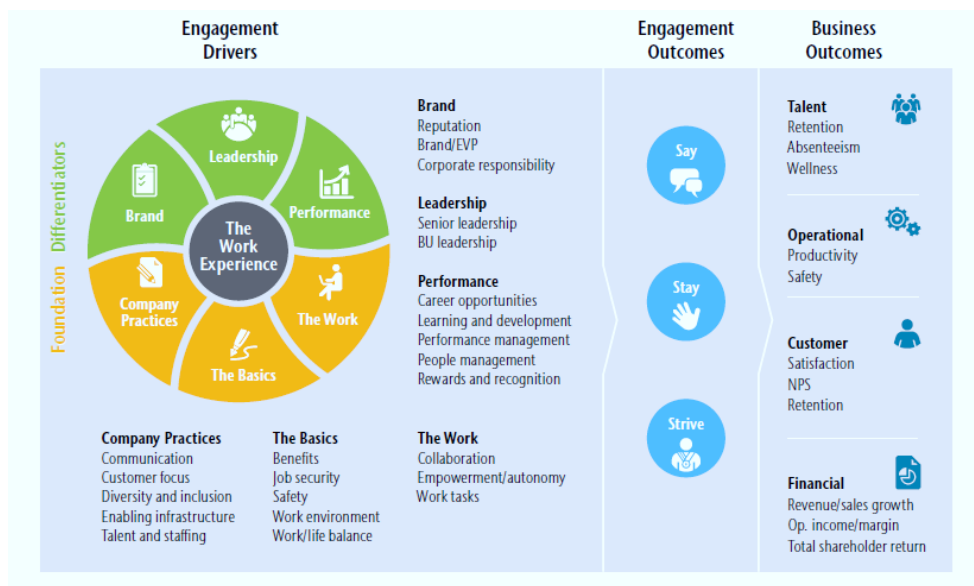 Engagement
Drivers
Engagement
Outcomes
Business
Outcomes
Differentiators
Foundation
Leadership
Brand
Performance
The
Work
Experience
Company
Practices
The Work
The Basics
Brand
Reputation
Brand/EVP
Corporate responsibility
Leadership
Senior leadership
BU leadership
Performance
Career opportunities
Learning and development
Performance management
People management
Rewards and recognition
Company Practices
Communication
Customer focus
Diversity and inclusion
Enabling infrastructure
Talent and staffing
The Basics
Benefits
Job security
Safety
Work environment
Work/life balance
The Work
Collaboration
Empowerment/autonomy
Work tasks
Say
Stay
Strive
Talent
Retention
Absenteeism
Wellness
Operational
Productivity
Safety
Customer
Satisfaction
NPS
Retention
Financial
Revenue/sales growth
Op. income/margin
Total shareholder return